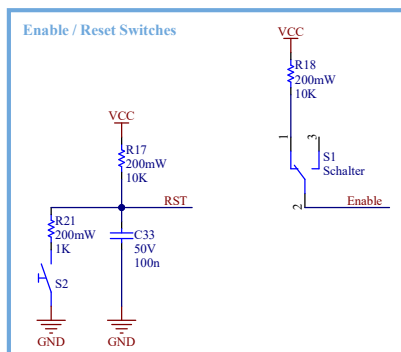 Enable / Reset Switches
VCC
R18
200mW
10K
1
3
S1
Schalter
2
Enable
VCC
R17
200mW
10K
RST
R21
200mW
1K
C33
50V
100n
S2
GND
GND